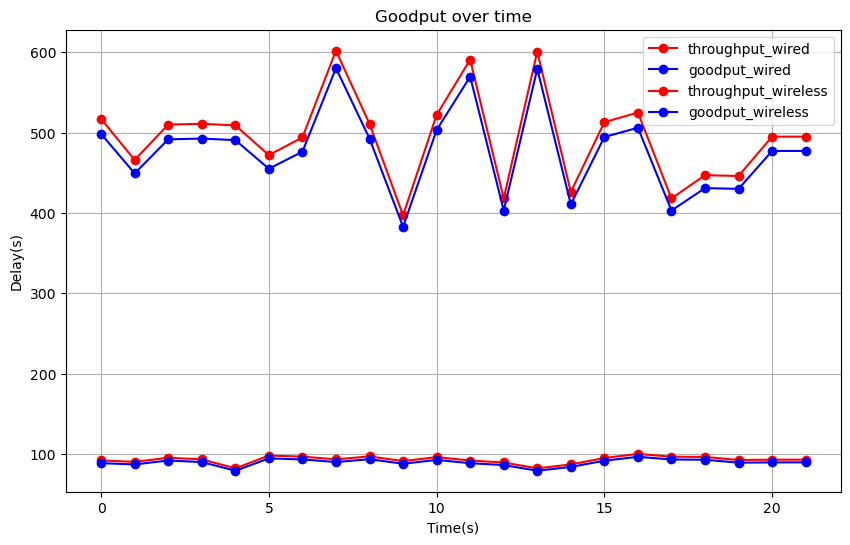 Goodput over time
throughput_wired
goodput_wired
throughput_wireless
goodput_wireless
600
500
400
300
200
100
Delay(s)
0
5
10
15
20
Time(s)